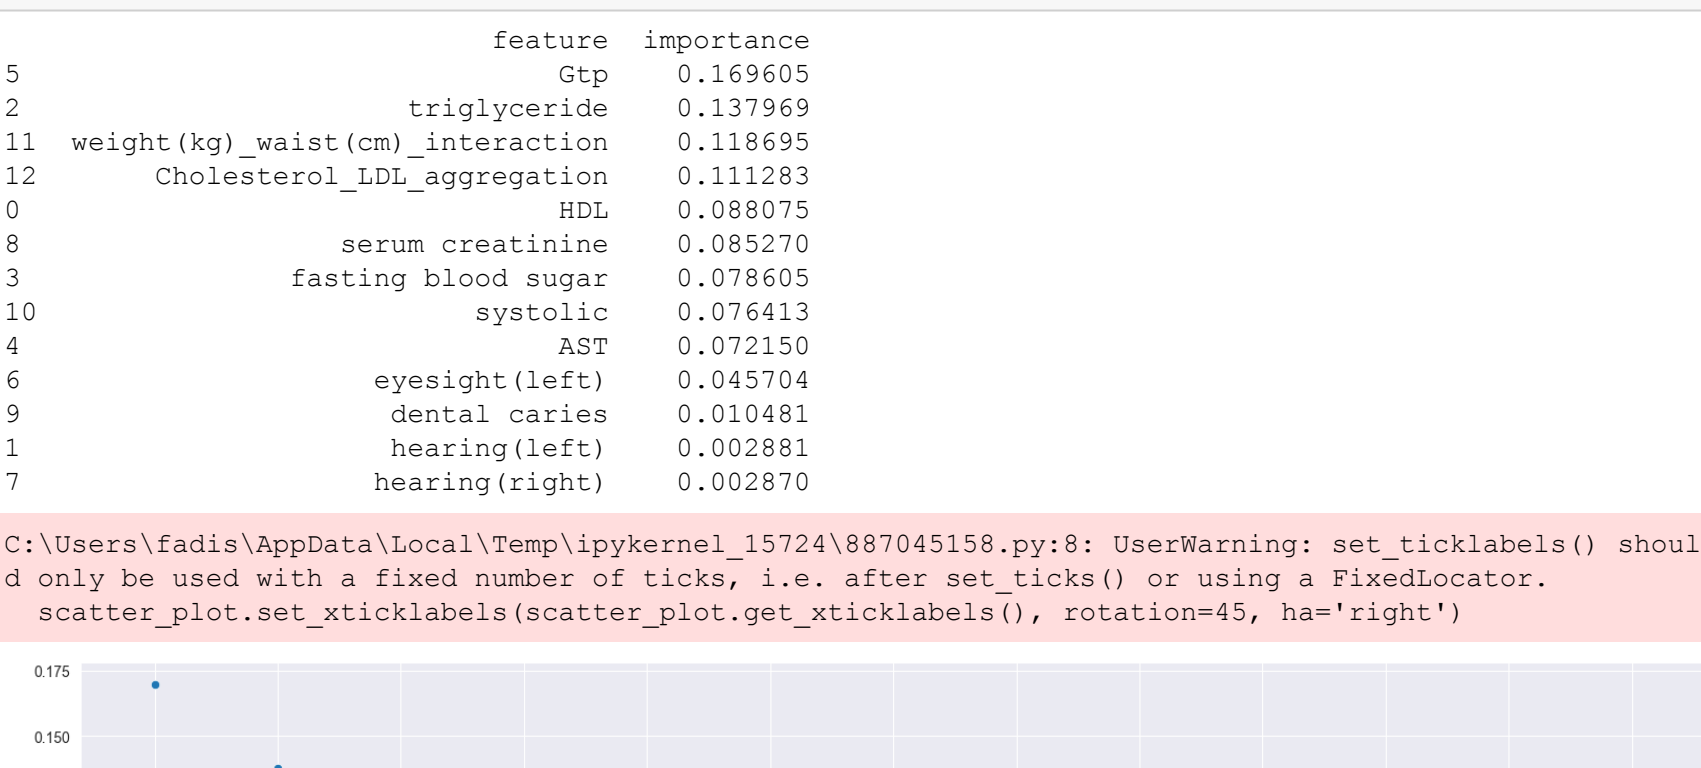 feature importance
5 Gtp 0.169605
2 triglyceride 0.137969
11 weight(kg)_waist(cm)_interaction 0.118695
12 Cholesterol_LDL_aggregation 0.111283
0 HDL 0.088075
8 serum creatinine 0.085270
3 fasting blood sugar 0.078605
10 systolic 0.076413
4 AST 0.072150
6 eyesight(left) 0.045704
9 dental caries 0.010481
1 hearing(left) 0.002881
7 hearing(right) 0.002870
C:\Users\fadis\AppData\Local\Temp\ipykernel_15724\887045158.py:8: UserWarning: set_ticklabels() shoul
d only be used with a fixed number of ticks, i.e. after set_ticks() or using a FixedLocator.
scatter_plot.set_xticklabels(scatter_plot.get_xticklabels(), rotation=45, ha='right')
0.175
0.150